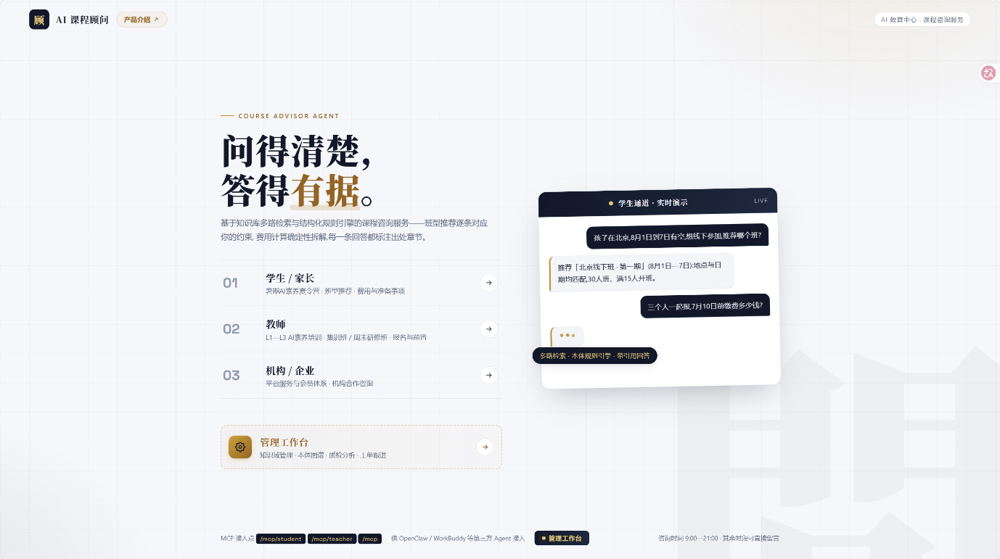 顾 AI 课程顾问 产品介绍 ↗
AI 教育中心 · 课程咨询服务
COURSE ADVISOR AGENT
问得清楚,
答得有据。
基于知识库多路检索与结构化规则引擎的课程咨询服务——班型推荐逐条对应
你的约束, 费用计算确定性拆解,每一条回答都标注出处章节。
01 学生 / 家长
暑期AI素养夏令营 · 班型推荐 · 费用与准备事项
02 教师
L1—L3 AI素养培训 · 集训班 / 周末研修班 · 报名与前置
03 机构 / 企业
平台服务与会员体系 · 机构合作咨询
管理工作台
知识域管理 · 本体图谱 · 质检分析 · 工单跟进
学生通道 · 实时演示 LIVE
孩子在北京,8月1日到7日有空,想线下参加,推荐哪个班?
推荐「北京线下班 · 第一期」(8月1日—7日):地点与日
期均匹配,30人班、满15人开班。
三个人一起报,7月10日前缴费多少钱?
多路检索 · 本体规则引擎 · 带引用回答
MCP 接入点 /mcp/student /mcp/teacher /mcp 供 OpenClaw / WorkBuddy 等第三方 Agent 接入 管理工作台 咨询时间 9:00—21:00 · 其余时段可直接留言